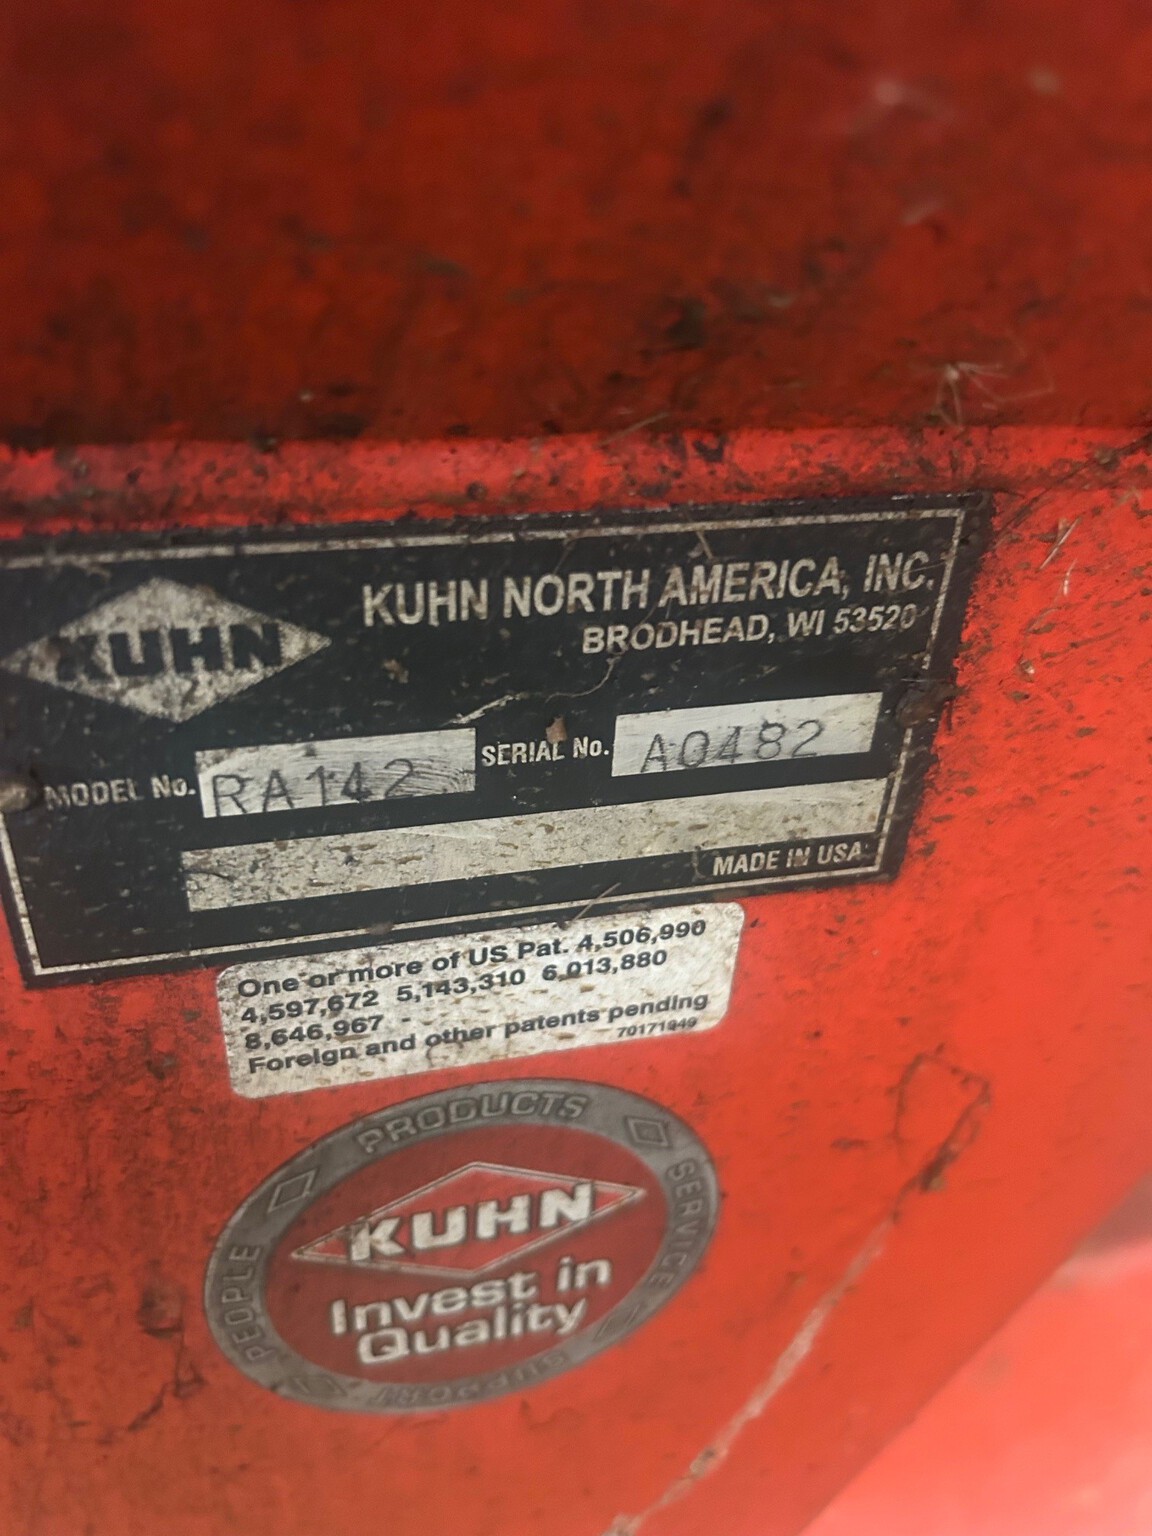 KUHN
KUHN NORTH AMERICA, INC.
BRODHEAD, WI 53520
MODEL No. RA142 SERIAL No. A0482
MADE IN USA
One or more of US Pat. 4,506,990
4,597,672 5,143,310 6,013,880
8,646,967 -
Foreign and other patents pending
70171949
PRODUCTS
SERVICE
SUPPORT
PEOPLE
KUHN
Invest in
Quality